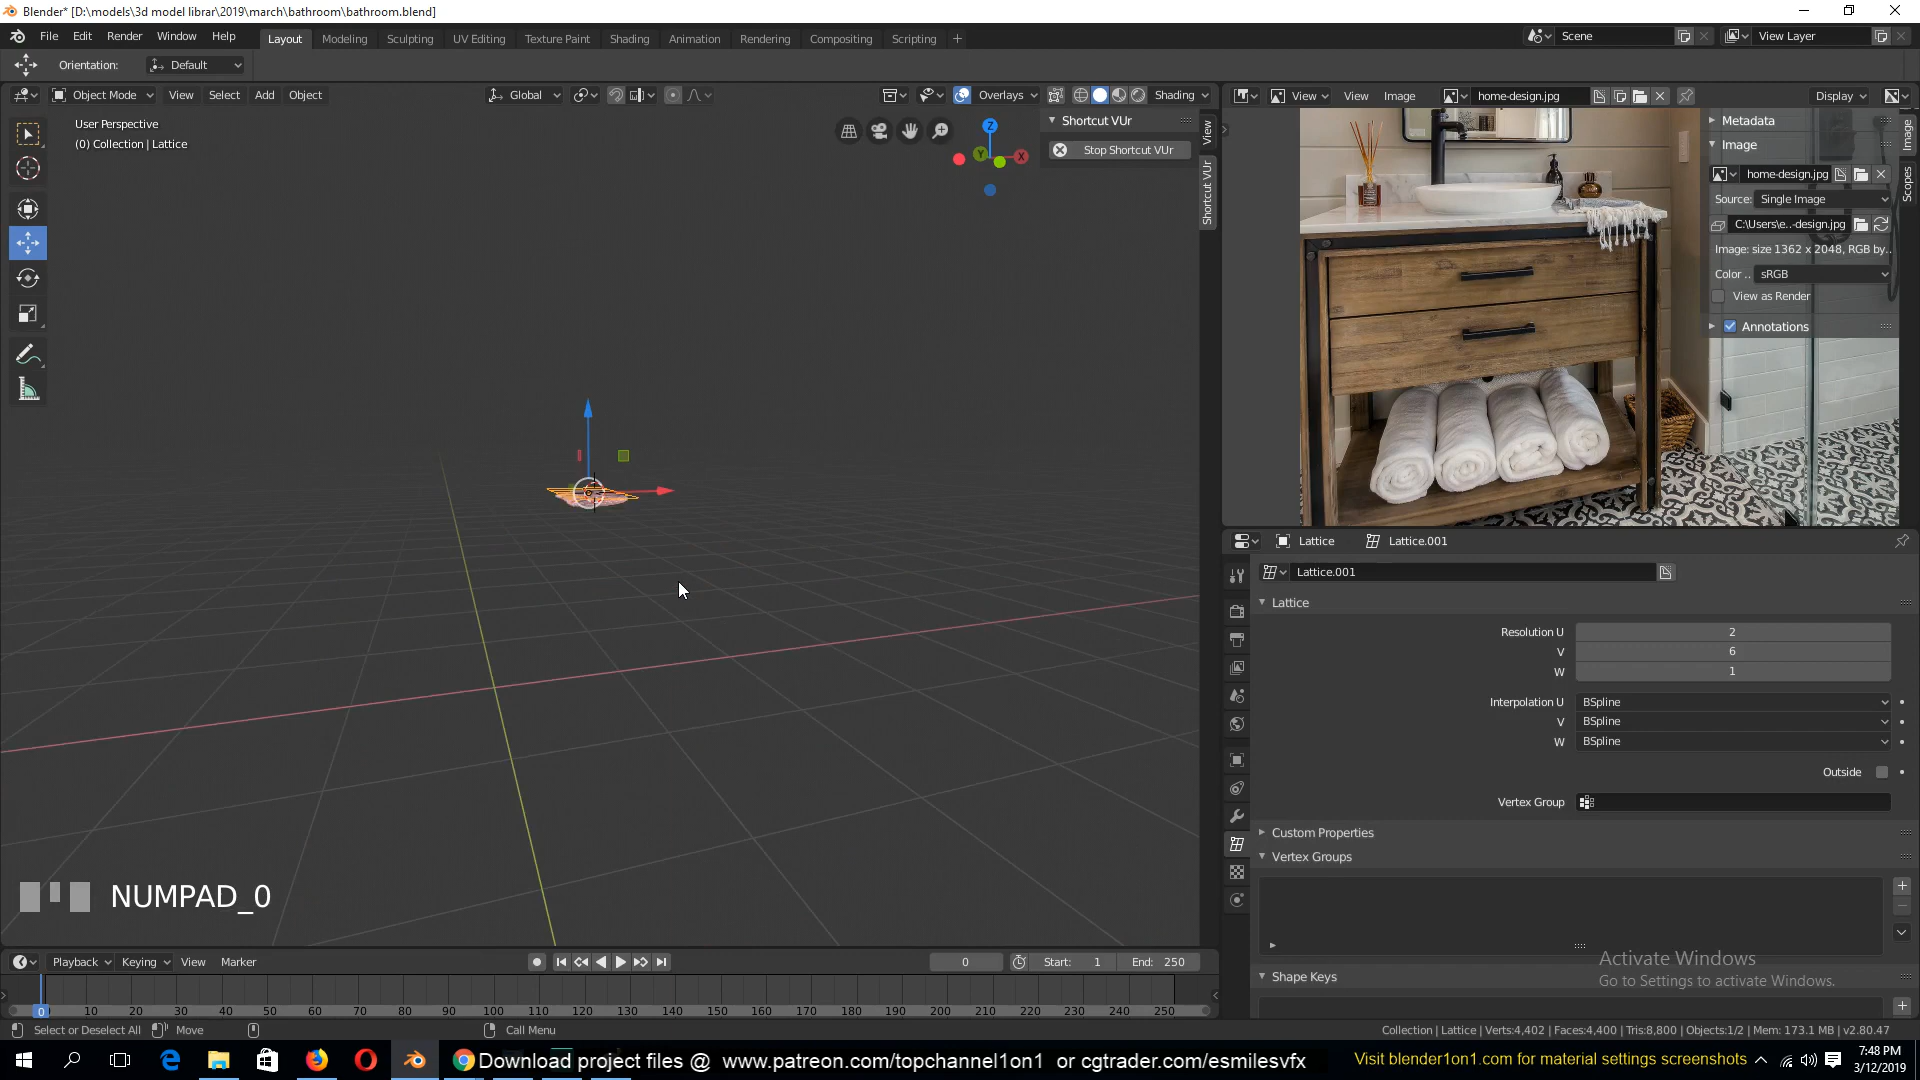 Blender* [D:\models\3d model librar\2019\march\bathroom\bathroom.blend]
File Edit Render Window Help
Layout Modeling Sculpting UV Editing Texture Paint Shading Animation Rendering Compositing Scripting +
Scene View Layer
Orientation: Default
Object Mode View Select Add Object Global Overlays Shading
View Image home-design.jpg Display
View
User Perspective
(0) Collection | Lattice
Shortcut VUr
Stop Shortcut VUr
View
Shortcut VUr
Z
Y
X
Metadata
Image
home-design.jpg
Source: Single Image
C:\Users\e..-design.jpg
Image: size 1362 x 2048, RGB by..
Color .. sRGB
View as Render
Annotations
Image
Scopes
Lattice Lattice.001
Lattice.001
Lattice
Resolution U 2
V 6
W 1
Interpolation U BSpline
V BSpline
W BSpline
Outside
Vertex Group
Custom Properties
Vertex Groups
Shape Keys
Activate Windows
Go to Settings to activate Windows.
NUMPAD_0
Playback Keying View Marker 0 Start: 1 End: 250
0 10 20 30 40 50 60 70 80 90 100 110 120 130 140 150 160 170 180 190 200 210 220 230 240 250
Select or Deselect All Move Call Menu
Collection | Lattice | Verts:4,402 | Faces:4,400 | Tris:8,800 | Objects:1/2 | Mem: 173.1 MB | v2.80.47
Download project files @ www.patreon.com/topchannel1on1 or cgtrader.com/esmilesvfx
Visit blender1on1.com for material settings screenshots
7:48 PM
3/12/2019